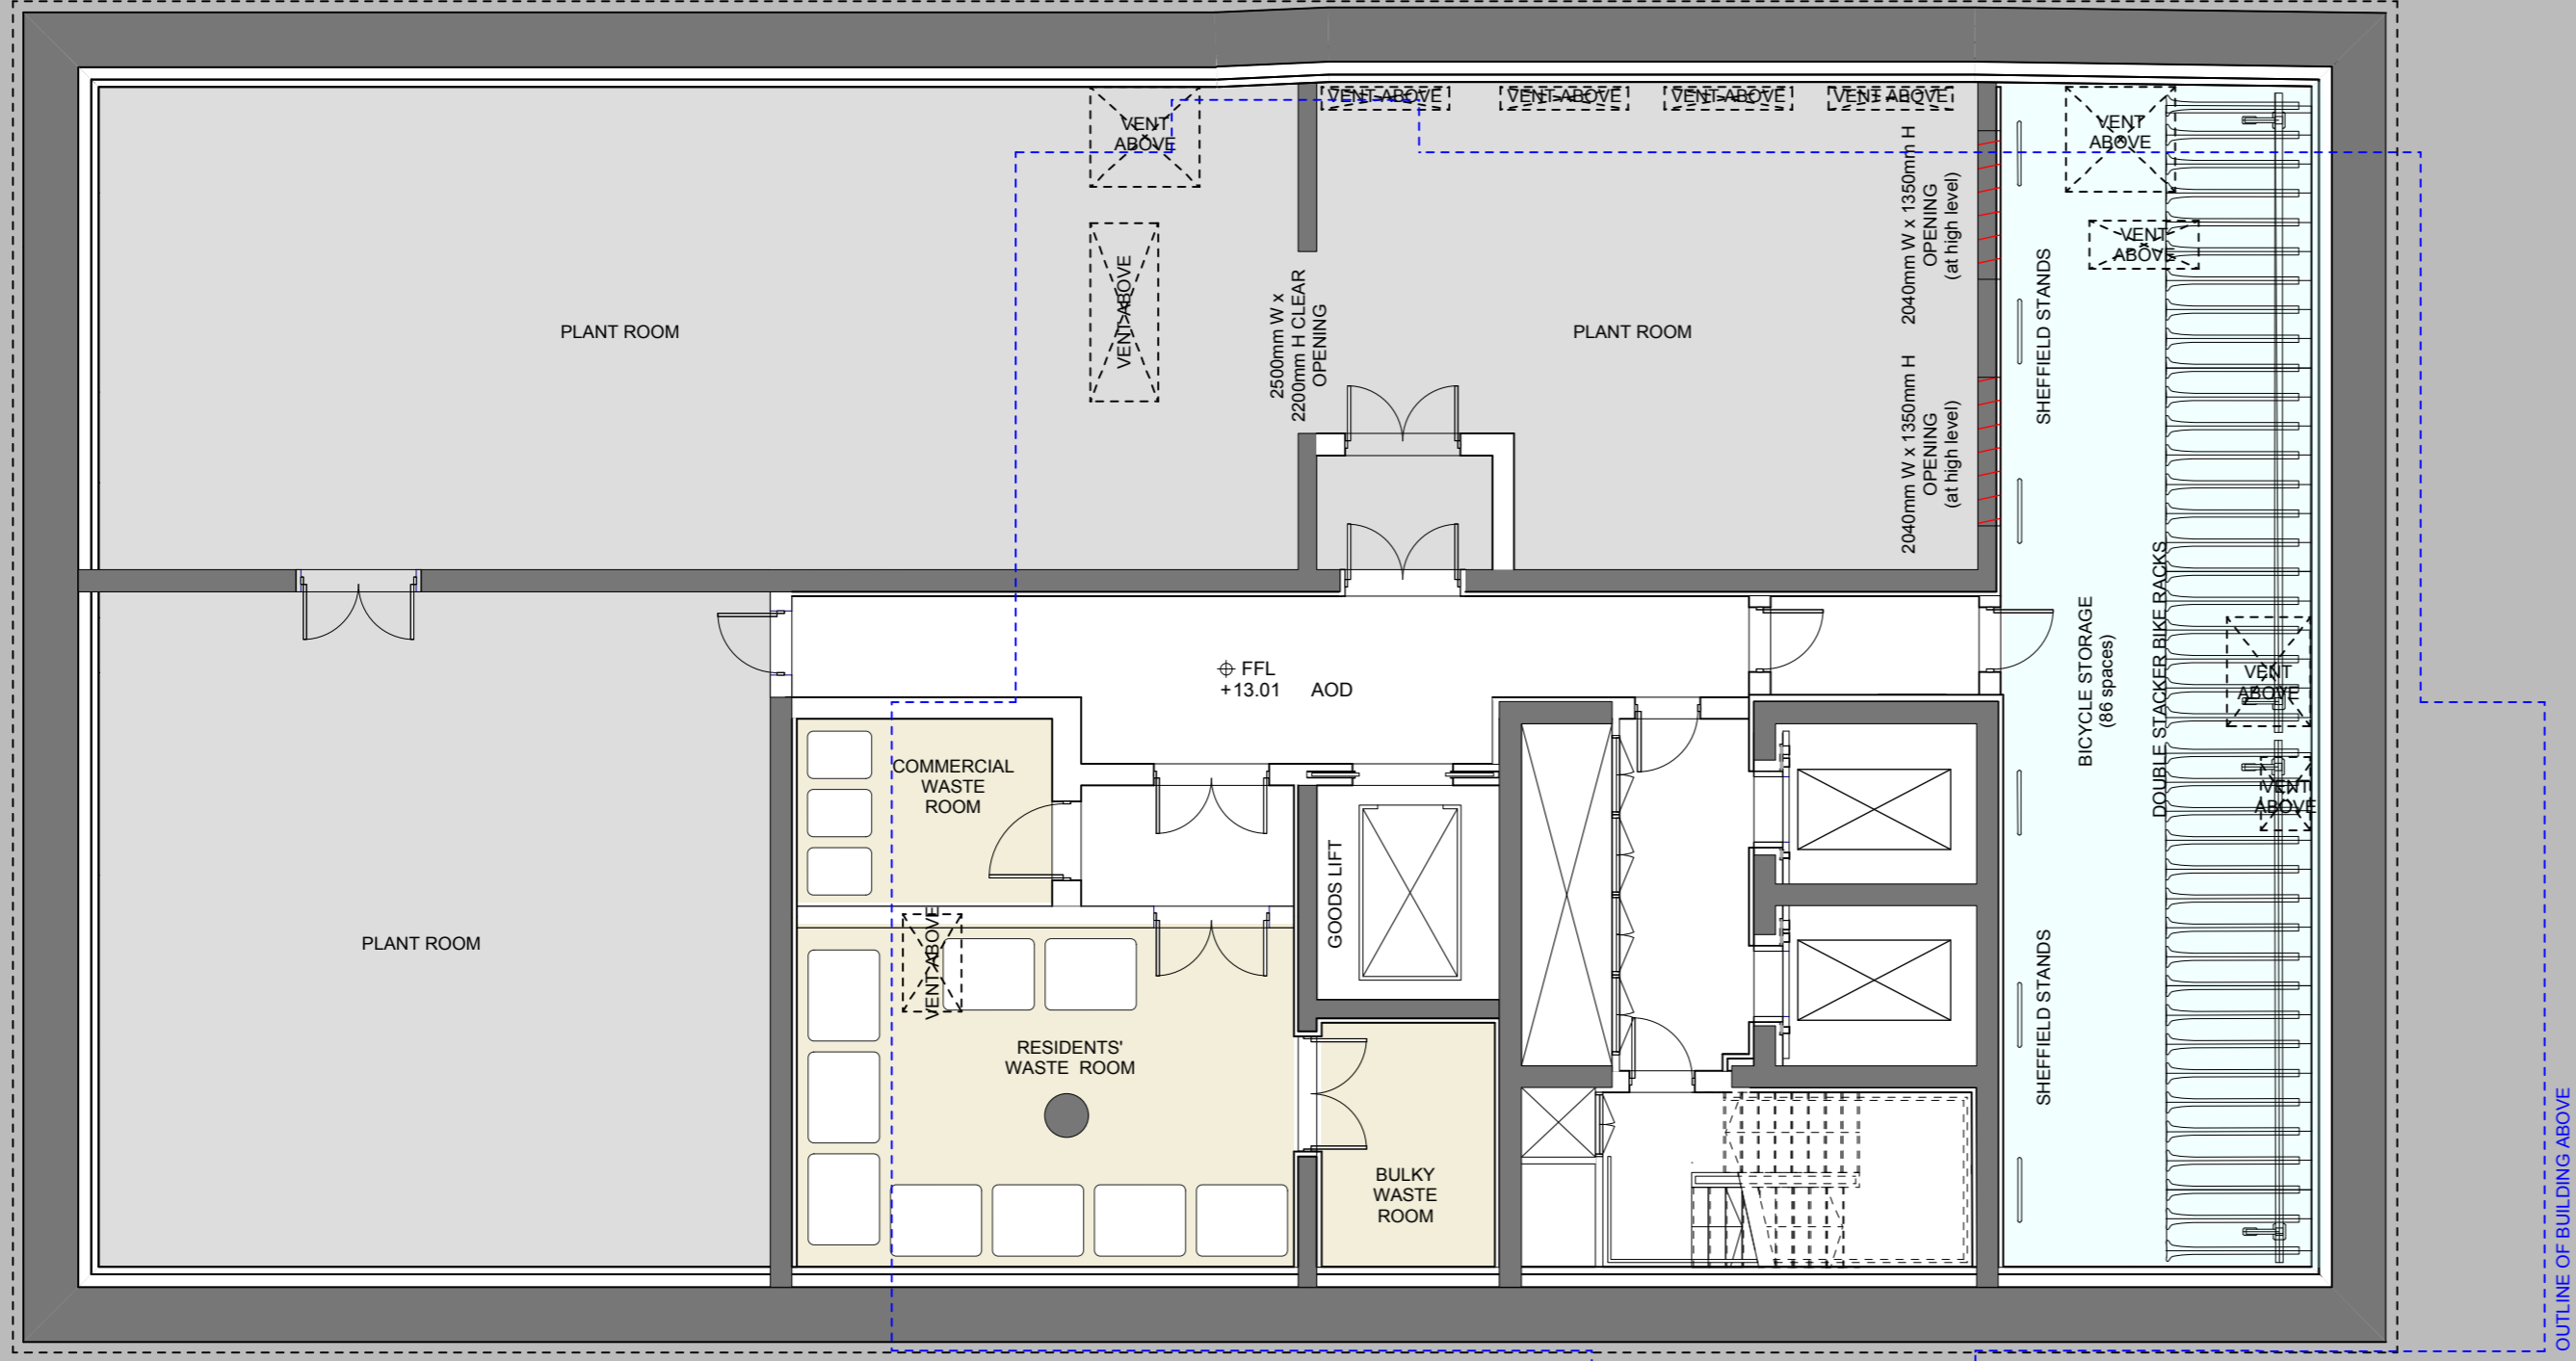 VENT ABOVE
VENT ABOVE
VENT ABOVE
VENT ABOVE
VENT
ABOVE
VENT
ABOVE
VENT
ABOVE
VENT ABOVE
2040mm W x 1350mm H
OPENING
(at high level)
SHEFFIELD STANDS
PLANT ROOM
2500mm W x
2200mm H CLEAR
OPENING
PLANT ROOM
2040mm W x 1350mm H
OPENING
(at high level)
FFL
+13.01 AOD
BICYCLE STORAGE
(86 spaces)
DOUBLE STACKER BIKE RACKS
VENT
ABOVE
VENT
ABOVE
COMMERCIAL
WASTE
ROOM
GOODS LIFT
PLANT ROOM
VENT ABOVE
RESIDENTS'
WASTE ROOM
SHEFFIELD STANDS
BULKY
WASTE
ROOM
OUTLINE OF BUILDING ABOVE